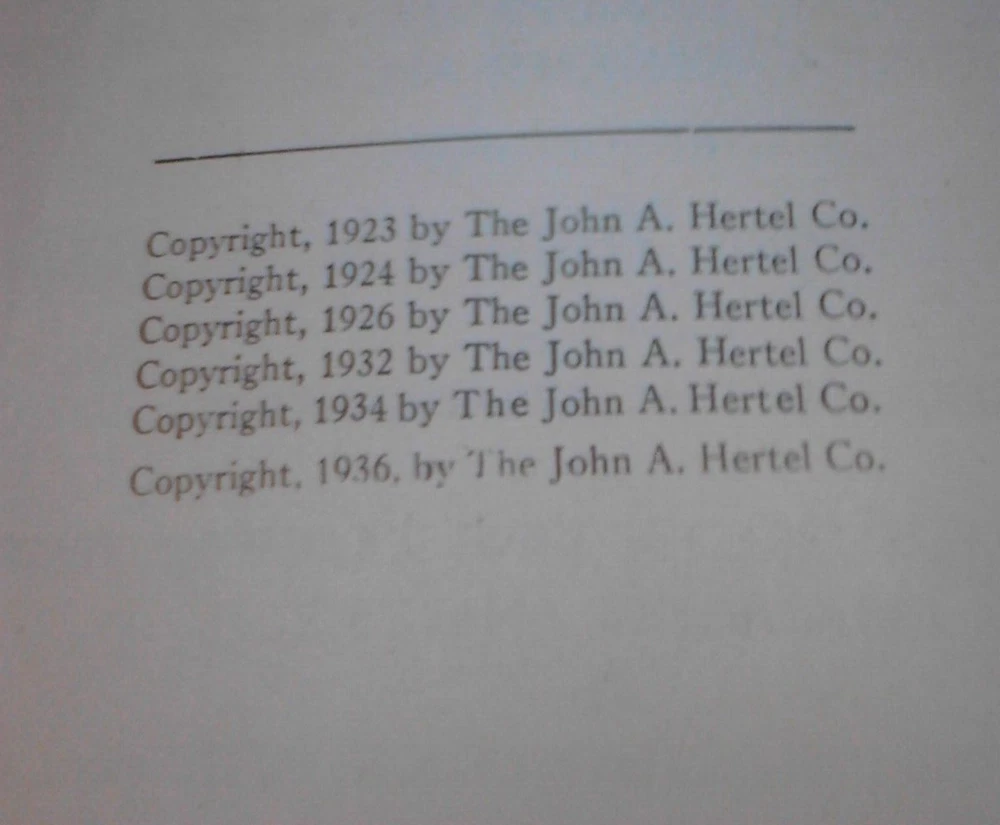 Copyright, 1923 by The John A. Hertel Co.
Copyright, 1924 by The John A. Hertel Co.
Copyright, 1926 by The John A. Hertel Co.
Copyright, 1932 by The John A. Hertel Co.
Copyright, 1934 by The John A. Hertel Co.
Copyright, 1936, by The John A. Hertel Co.